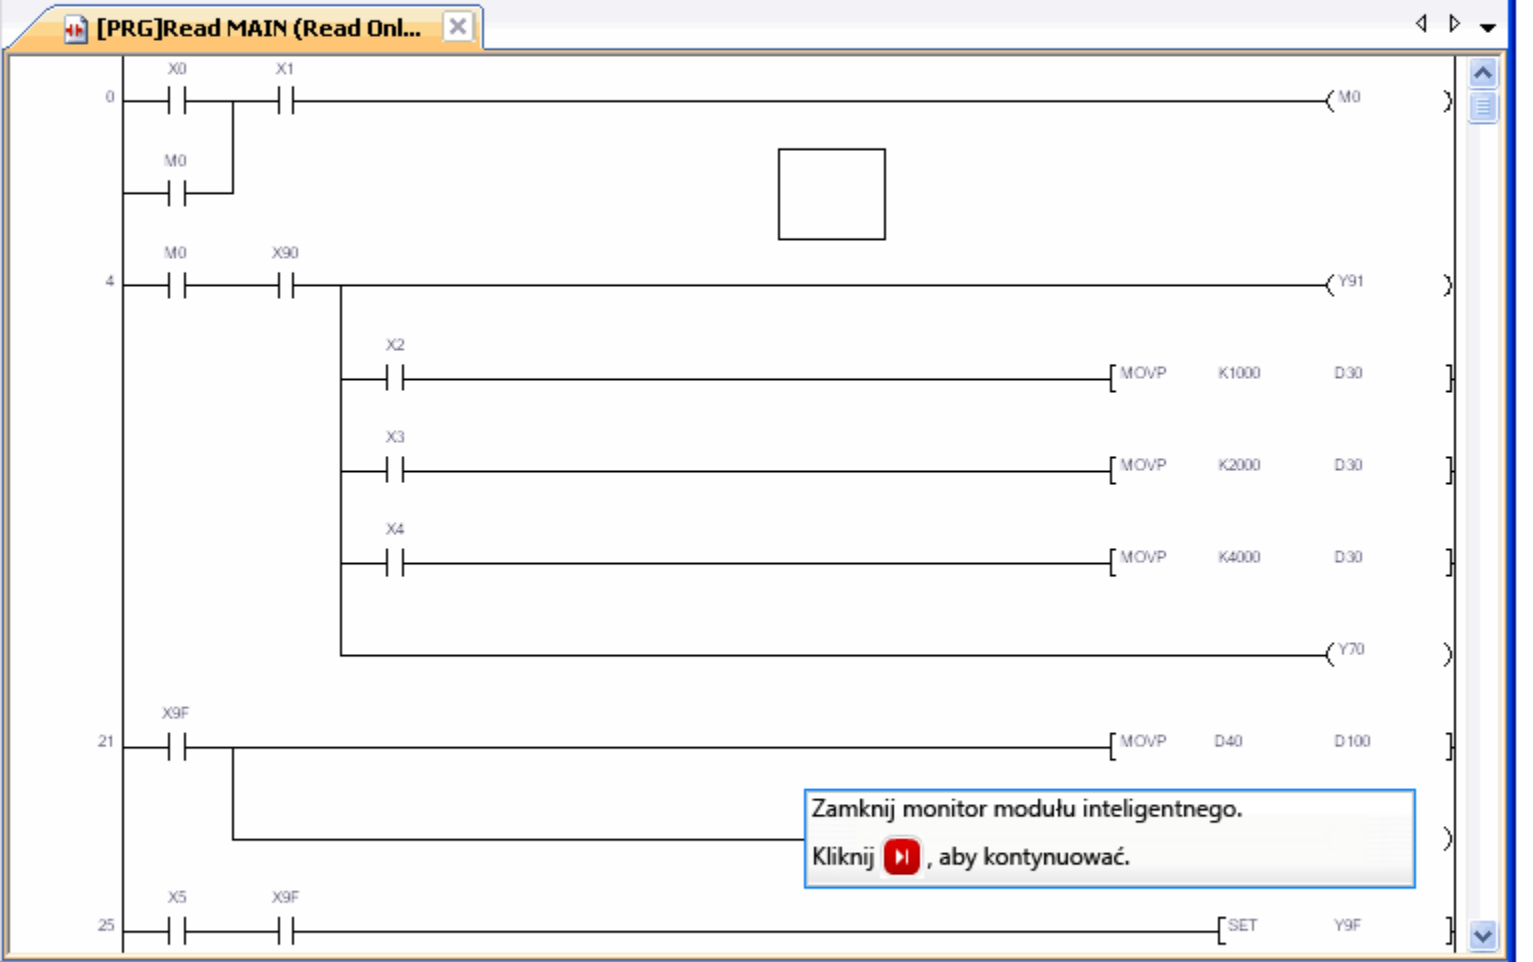 [PRG]Read MAIN (Read Onl...
X0 X1
0 M0
M0
M0 X90
4 Y91
X2
MOVP K1000 D30
X3
MOVP K2000 D30
X4
MOVP K4000 D30
Y70
X9F
21 MOVP D40 D100
Zamknij monitor modułu inteligentnego.
Kliknij , aby kontynuować.
X5 X9F
25 SET Y9F